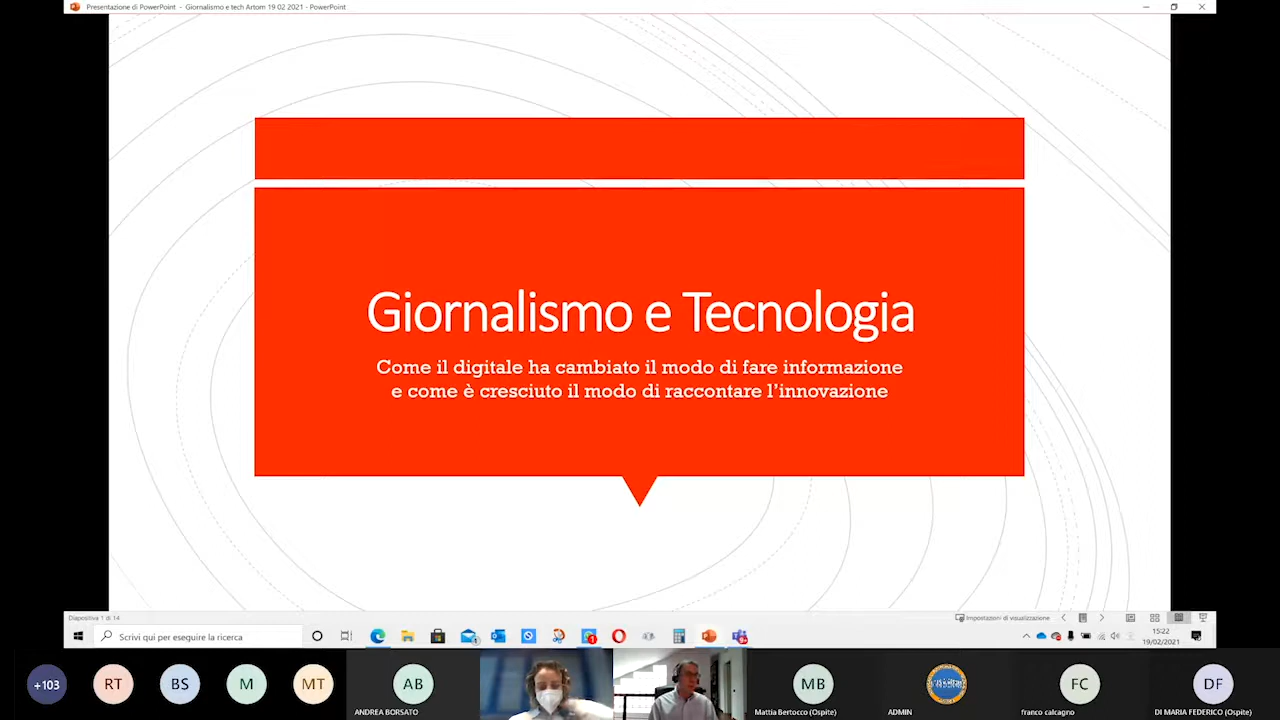 Presentazione di PowerPoint - Giornalismo e tech Artom 19 02 2021 - PowerPoint
Giornalismo e Tecnologia
Come il digitale ha cambiato il modo di fare informazione
e come è cresciuto il modo di raccontare l'innovazione
Diapositiva 1 di 14
Impostazioni di visualizzazione
Scrivi qui per eseguire la ricerca
15:22
19/02/2021
+103
RT
BS
M
MT
AB
MB
FC
DF
ANDREA BORSATO
Mattia Bertocco (Ospite)
ADMIN
franco calcagno
DI MARIA FEDERICO (Ospite)